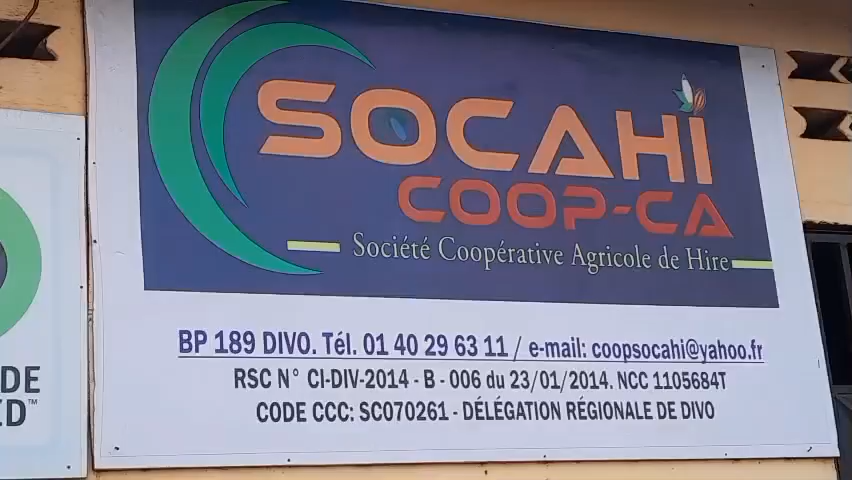 SOCAHI
COOP-CA
Société Coopérative Agricole de Hire
BP 189 DIVO. Tél. 01 40 29 63 11 / e-mail: coopsocahi@yahoo.fr
RSC N° CI-DIV-2014 - B - 006 du 23/01/2014. NCC 1105684T
CODE CCC: SC070261 - DÉLÉGATION RÉGIONALE DE DIVO
DE
ED™